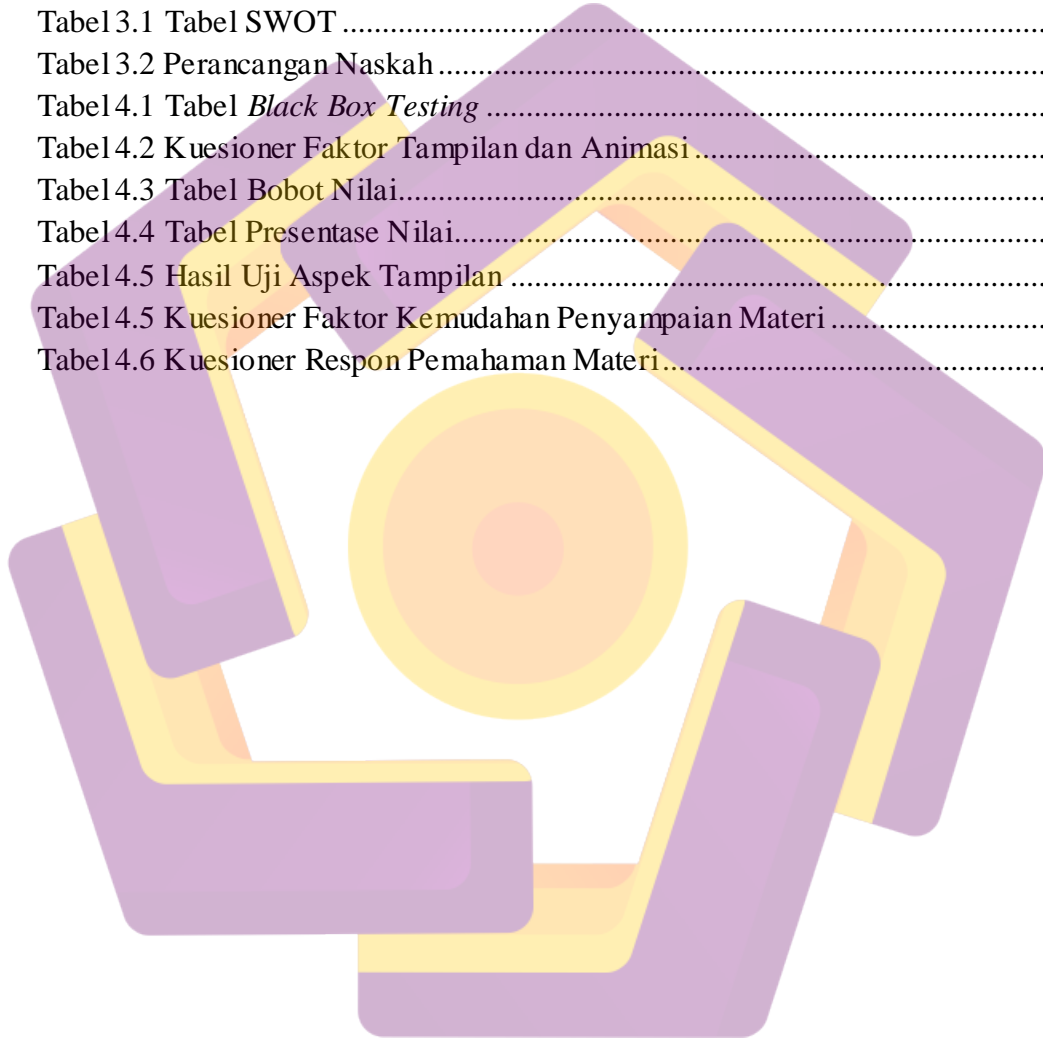 Tabel 3.1 Tabel SWOT ................................................................................................
Tabel 3.2 Perancangan Naskah ....................................................................................
Tabel 4.1 Tabel Black Box Testing ..............................................................................
Tabel 4.2 Kuesioner Faktor Tampilan dan Animasi ....................................................
Tabel 4.3 Tabel Bobot Nilai.........................................................................................
Tabel 4.4 Tabel Presentase Nilai..................................................................................
Tabel 4.5 Hasil Uji Aspek Tampilan ...........................................................................
Tabel 4.5 Kuesioner Faktor Kemudahan Penyampaian Materi ...................................
Tabel 4.6 Kuesioner Respon Pemahaman Materi........................................................